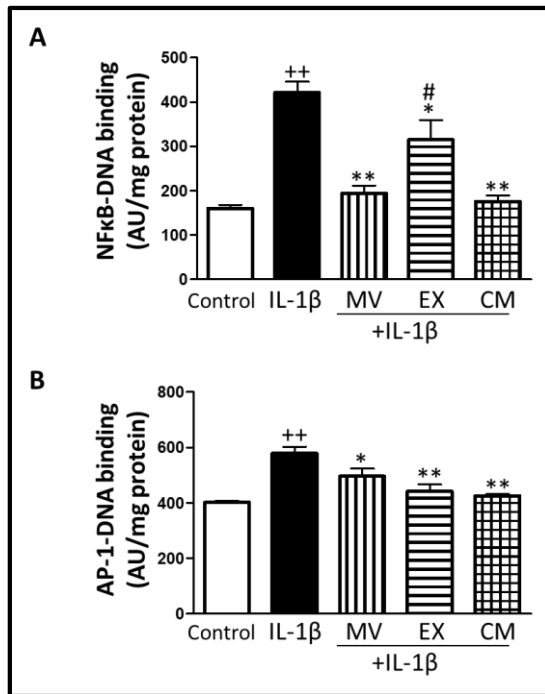 A
NFκB-DNA binding
(AU/mg protein)
500
400
300
200
100
0
++
**
#
*
**
Control IL-1β MV EX CM
+IL-1β
B
AP-1-DNA binding
(AU/mg protein)
800
600
400
200
0
++
*
**
**
Control IL-1β MV EX CM
+IL-1β